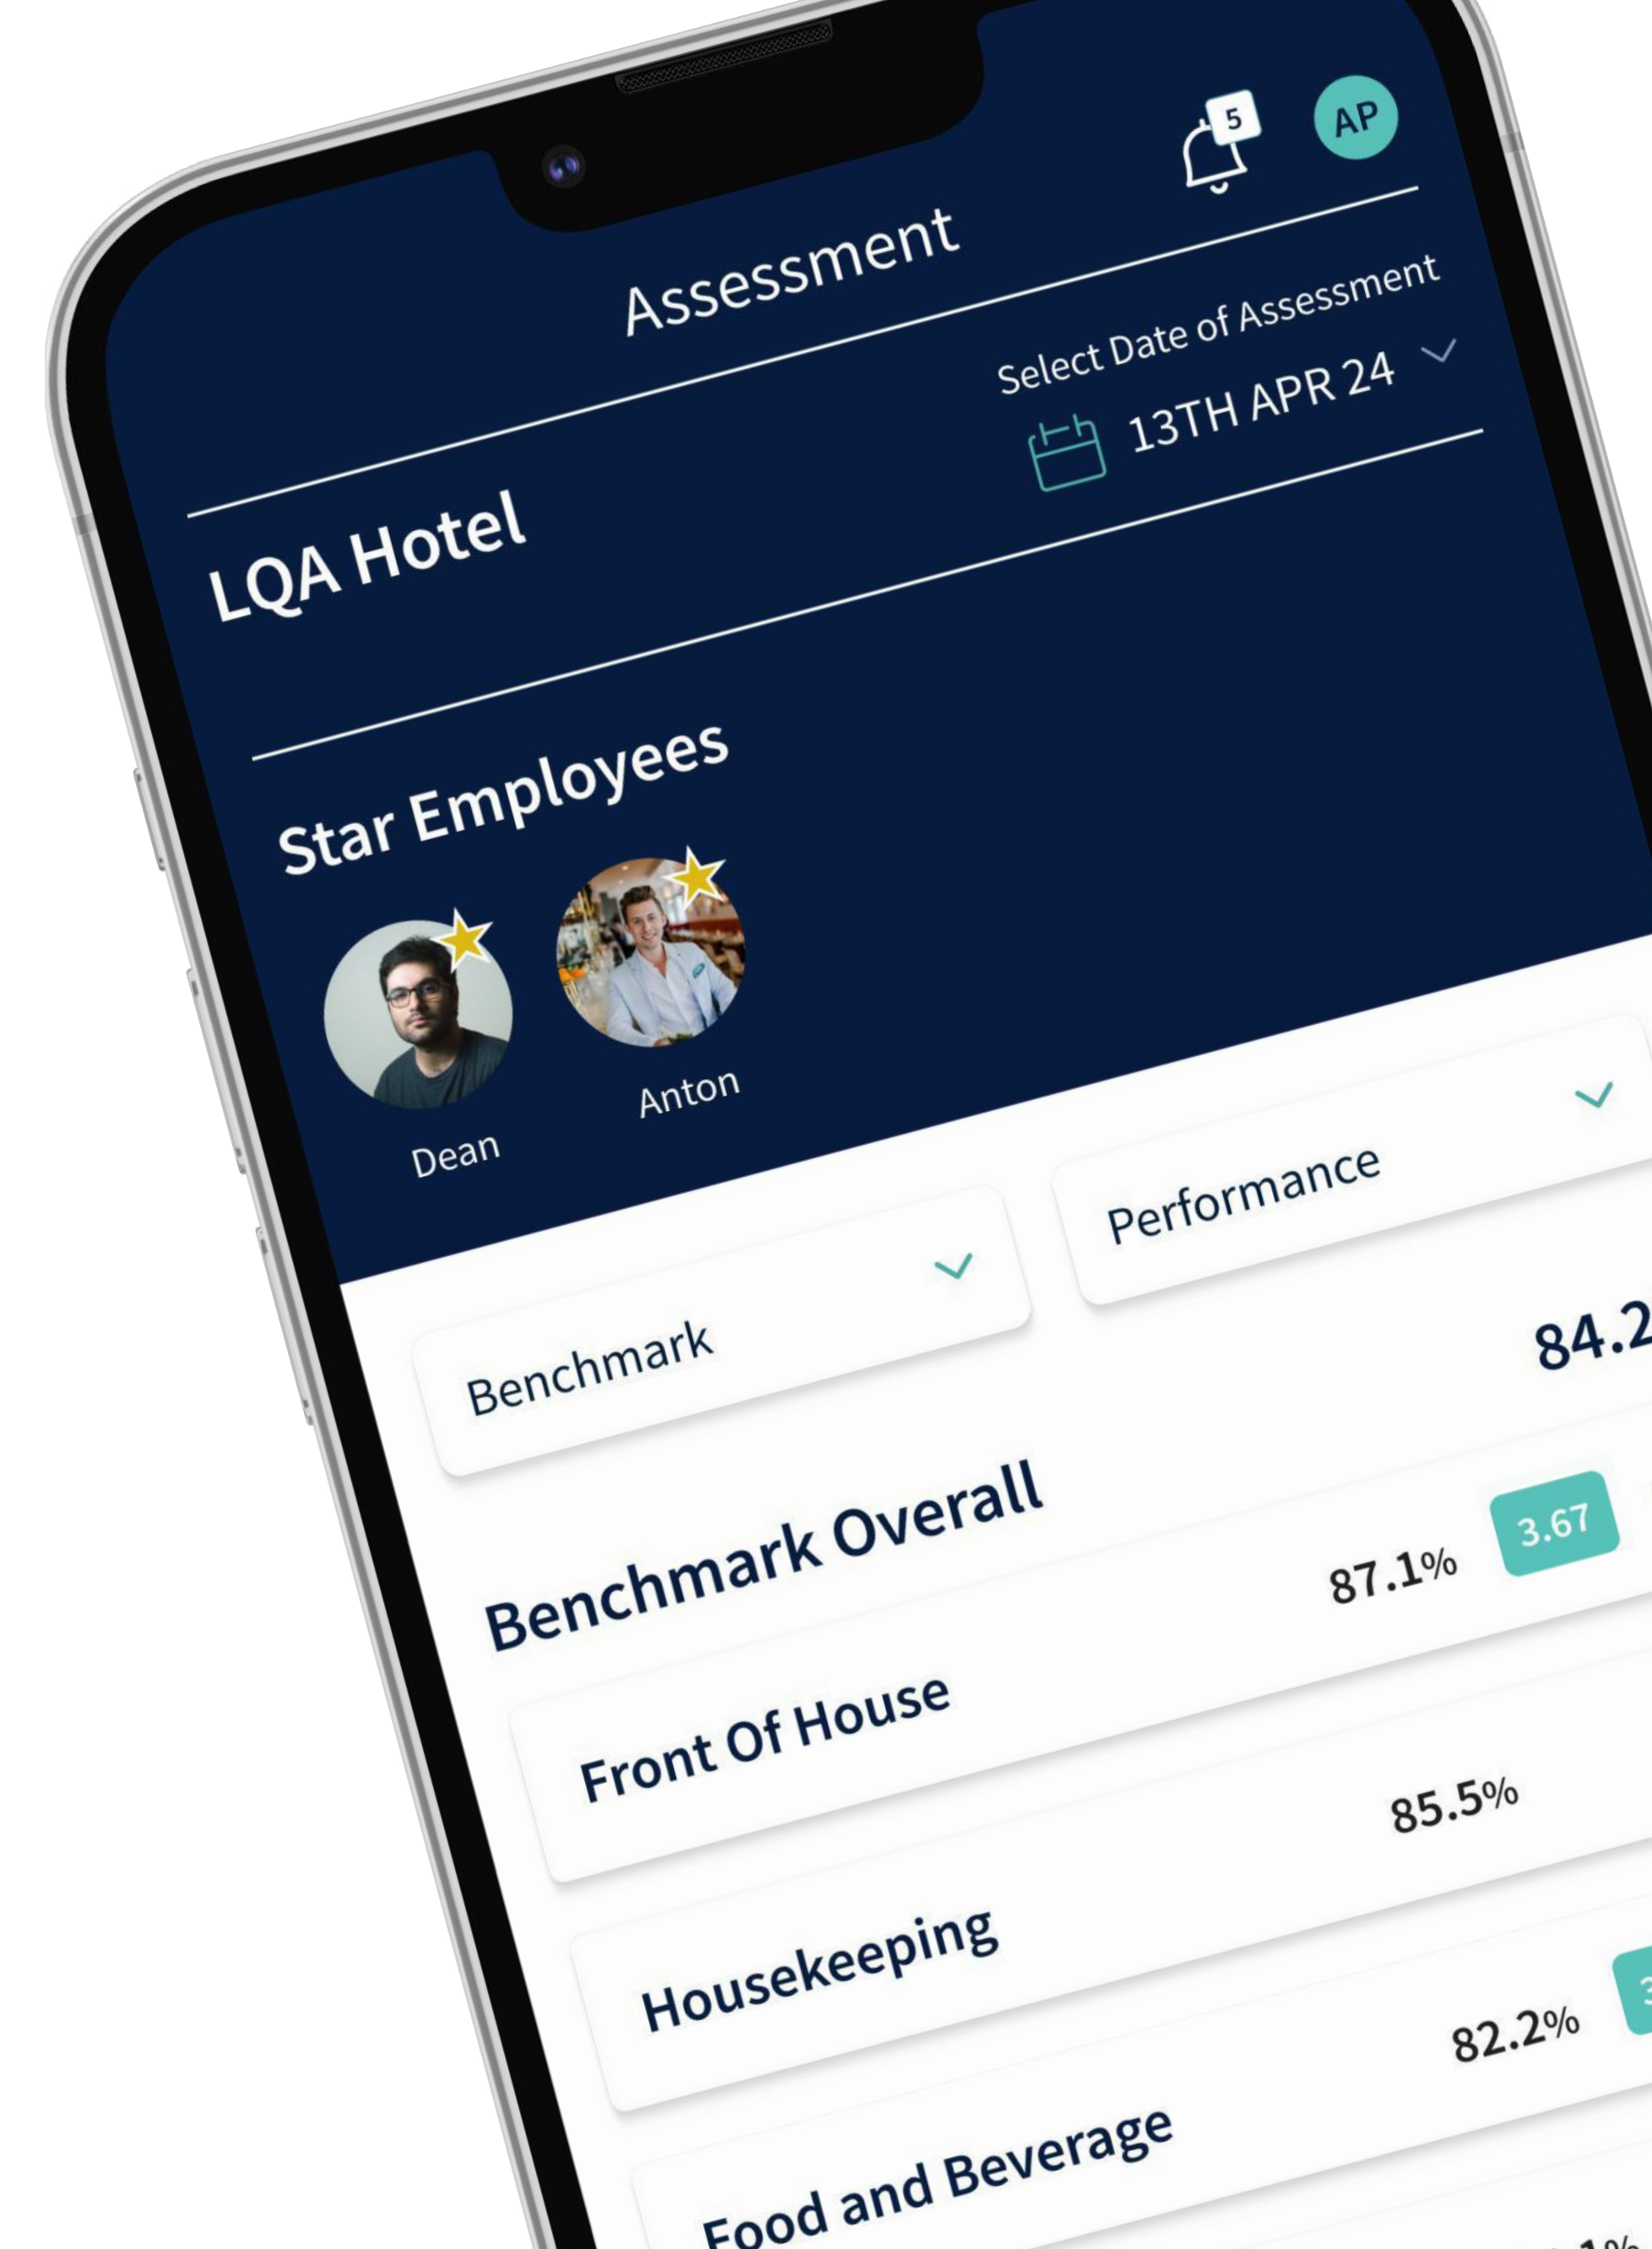 5
AP
Assessment
Select Date of Assessment
13TH APR 24
LQA Hotel
Star Employees
Dean
Anton
Benchmark
Performance
Benchmark Overall
84.2
Front Of House
87.1%
3.67
Housekeeping
85.5%
Food and Beverage
82.2%